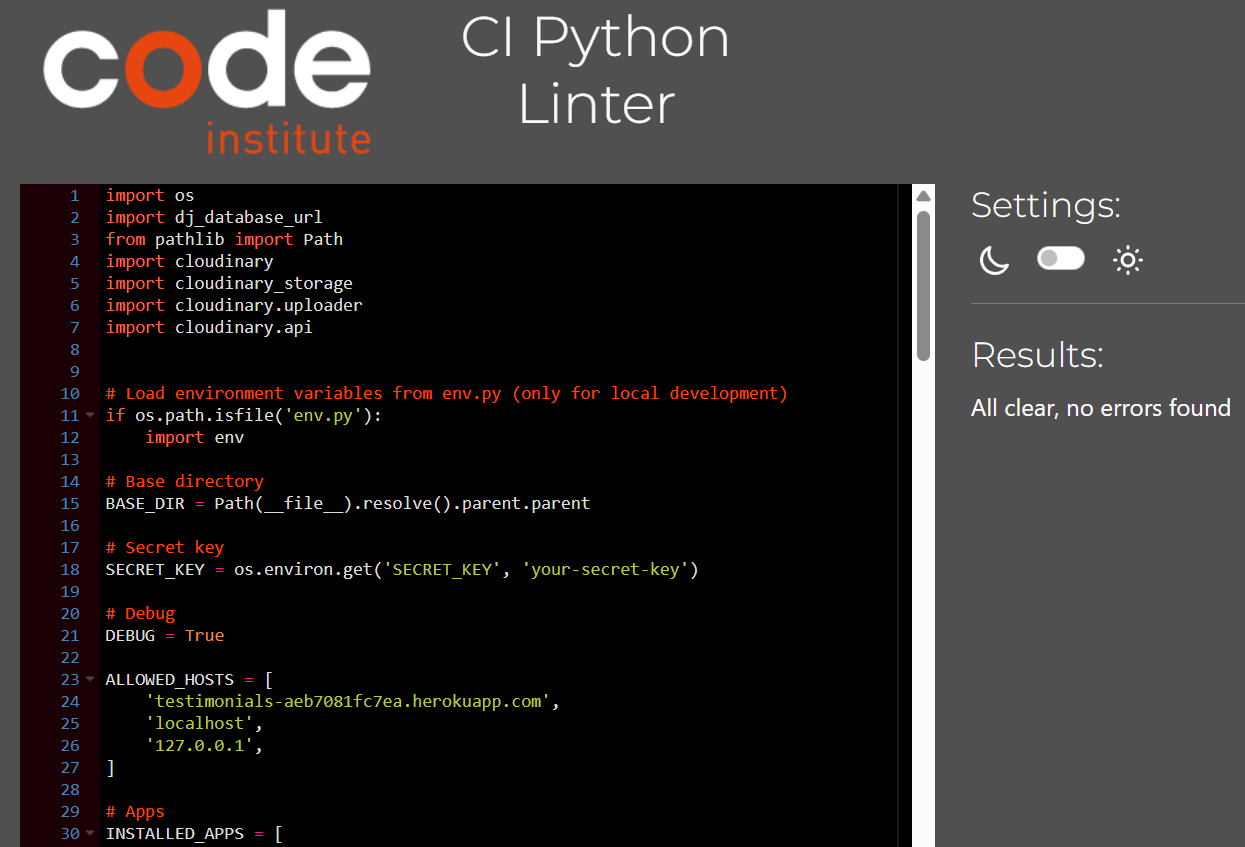 code
institute
CI Python
Linter
1 import os
2 import dj_database_url
3 from pathlib import Path
4 import cloudinary
5 import cloudinary_storage
6 import cloudinary.uploader
7 import cloudinary.api
8
9
10 # Load environment variables from env.py (only for local development)
11 if os.path.isfile('env.py'):
12     import env
13
14 # Base directory
15 BASE_DIR = Path(__file__).resolve().parent.parent
16
17 # Secret key
18 SECRET_KEY = os.environ.get('SECRET_KEY', 'your-secret-key')
19
20 # Debug
21 DEBUG = True
22
23 ALLOWED_HOSTS = [
24     'testimonials-aeb7081fc7ea.herokuapp.com',
25     'localhost',
26     '127.0.0.1',
27 ]
28
29 # Apps
30 INSTALLED_APPS = [
Settings:
Results:
All clear, no errors found